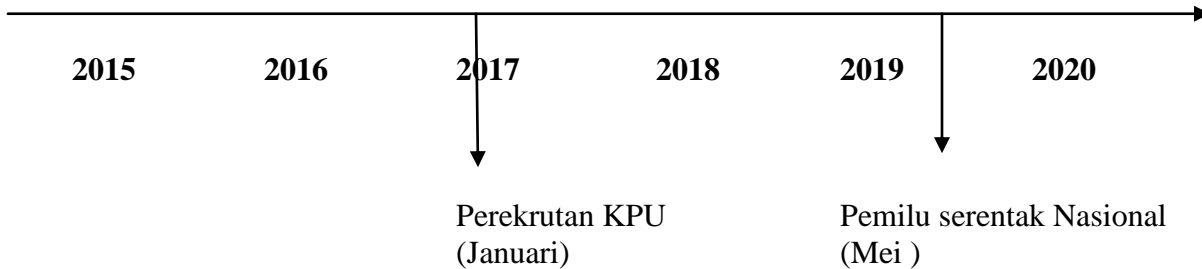 2015 2016 2017 2018 2019 2020
Perekrutan KPU
(Januari)
Pemilu serentak Nasional
(Mei )